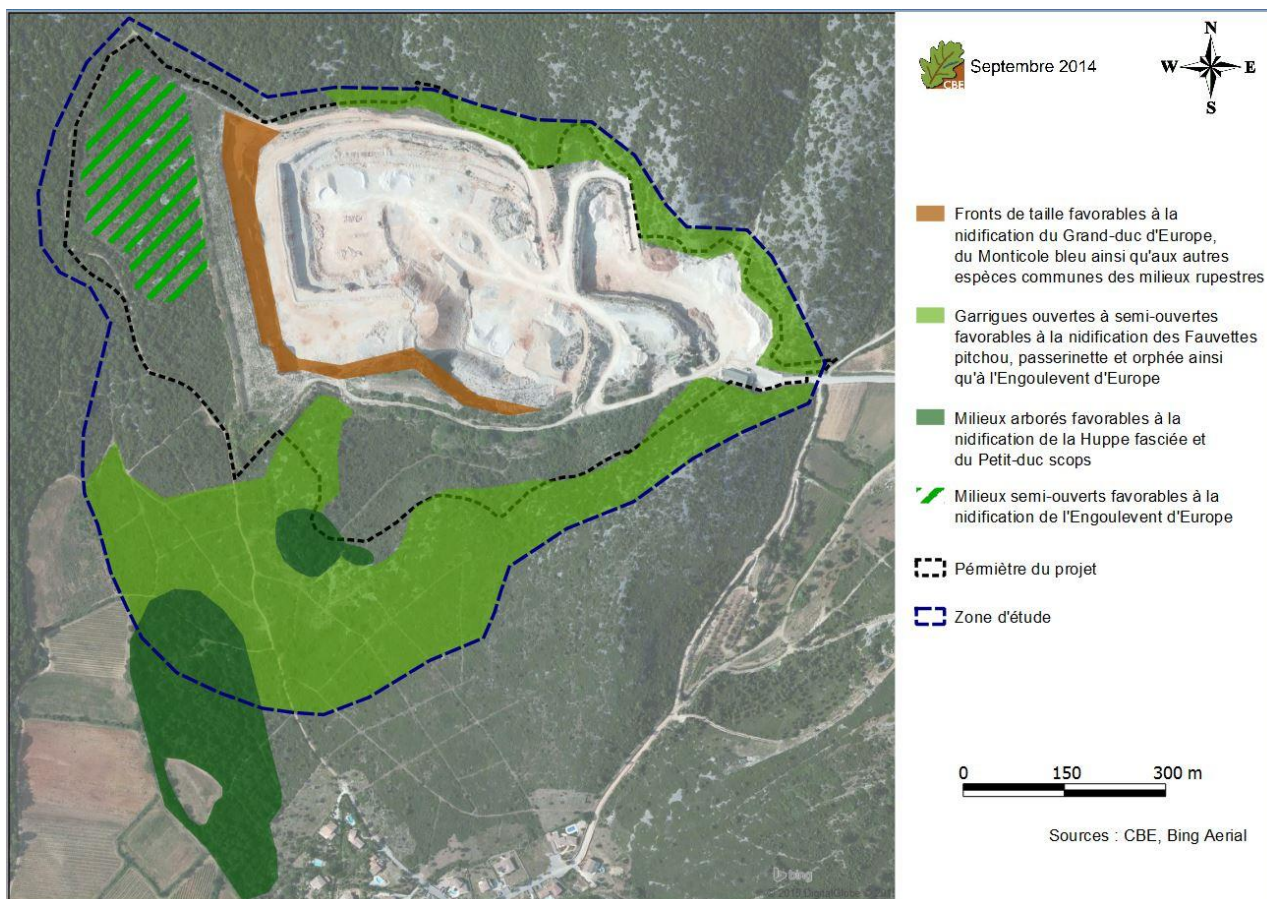 CBE
Septembre 2014
N
W E
S
Fronts de taille favorables à la
nidification du Grand-duc d'Europe,
du Monticole bleu ainsi qu'aux autres
espèces communes des milieux rupestres
Garrigues ouvertes à semi-ouvertes
favorables à la nidification des Fauvettes
pitchou, passerinette et orphée ainsi
qu'à l'Engoulevent d'Europe
Milieux arborés favorables à la
nidification de la Huppe fasciée et
du Petit-duc scops
Milieux semi-ouverts favorables à la
nidification de l'Engoulevent d'Europe
Pérmiètre du projet
Zone d'étude
0 150 300 m
Sources : CBE, Bing Aerial
bing
DigitalGlobe